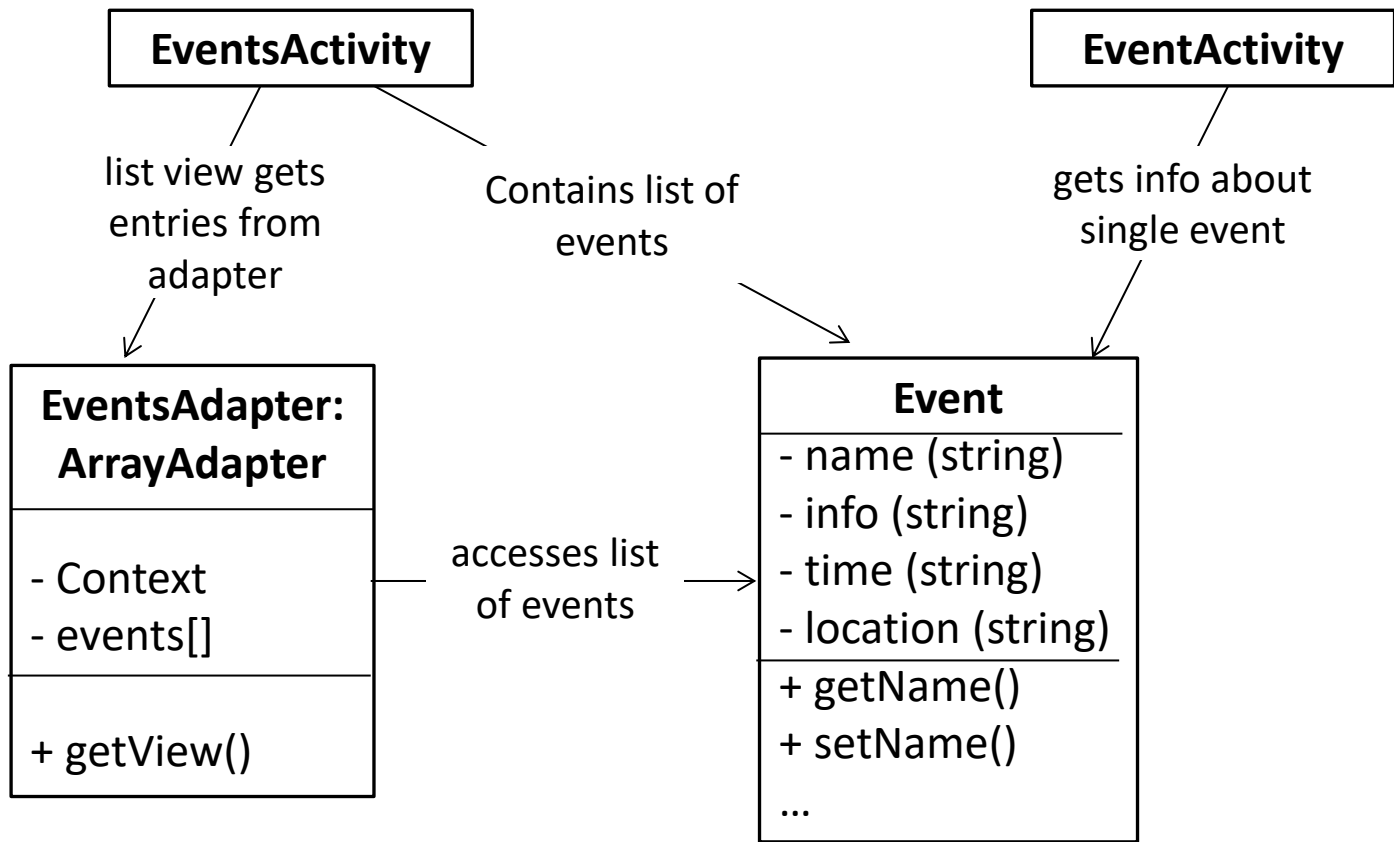 EventsActivity
EventActivity
list view gets
entries from
adapter
Contains list of
events
gets info about
single event
EventsAdapter:
ArrayAdapter
- Context
- events[]
+ getView()
accesses list
of events
Event
- name (string)
- info (string)
- time (string)
- location (string)
+ getName()
+ setName()
...